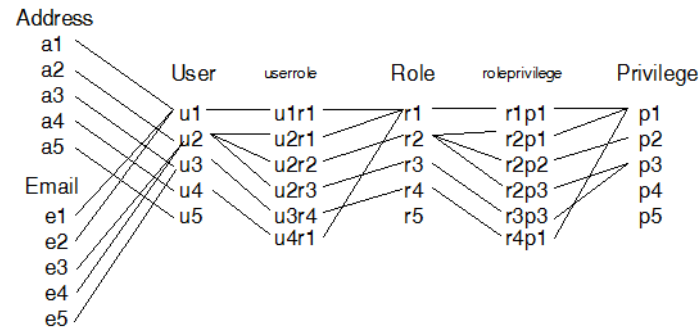 Address
a1
a2
a3
a4
a5
Email
e1
e2
e3
e4
e5
User
u1
u2
u3
u4
u5
userrole
u1r1
u2r1
u2r2
u2r3
u3r4
u4r1
Role
r1
r2
r3
r4
r5
roleprivilege
r1p1
r2p1
r2p2
r2p3
r3p3
r4p1
Privilege
p1
p2
p3
p4
p5